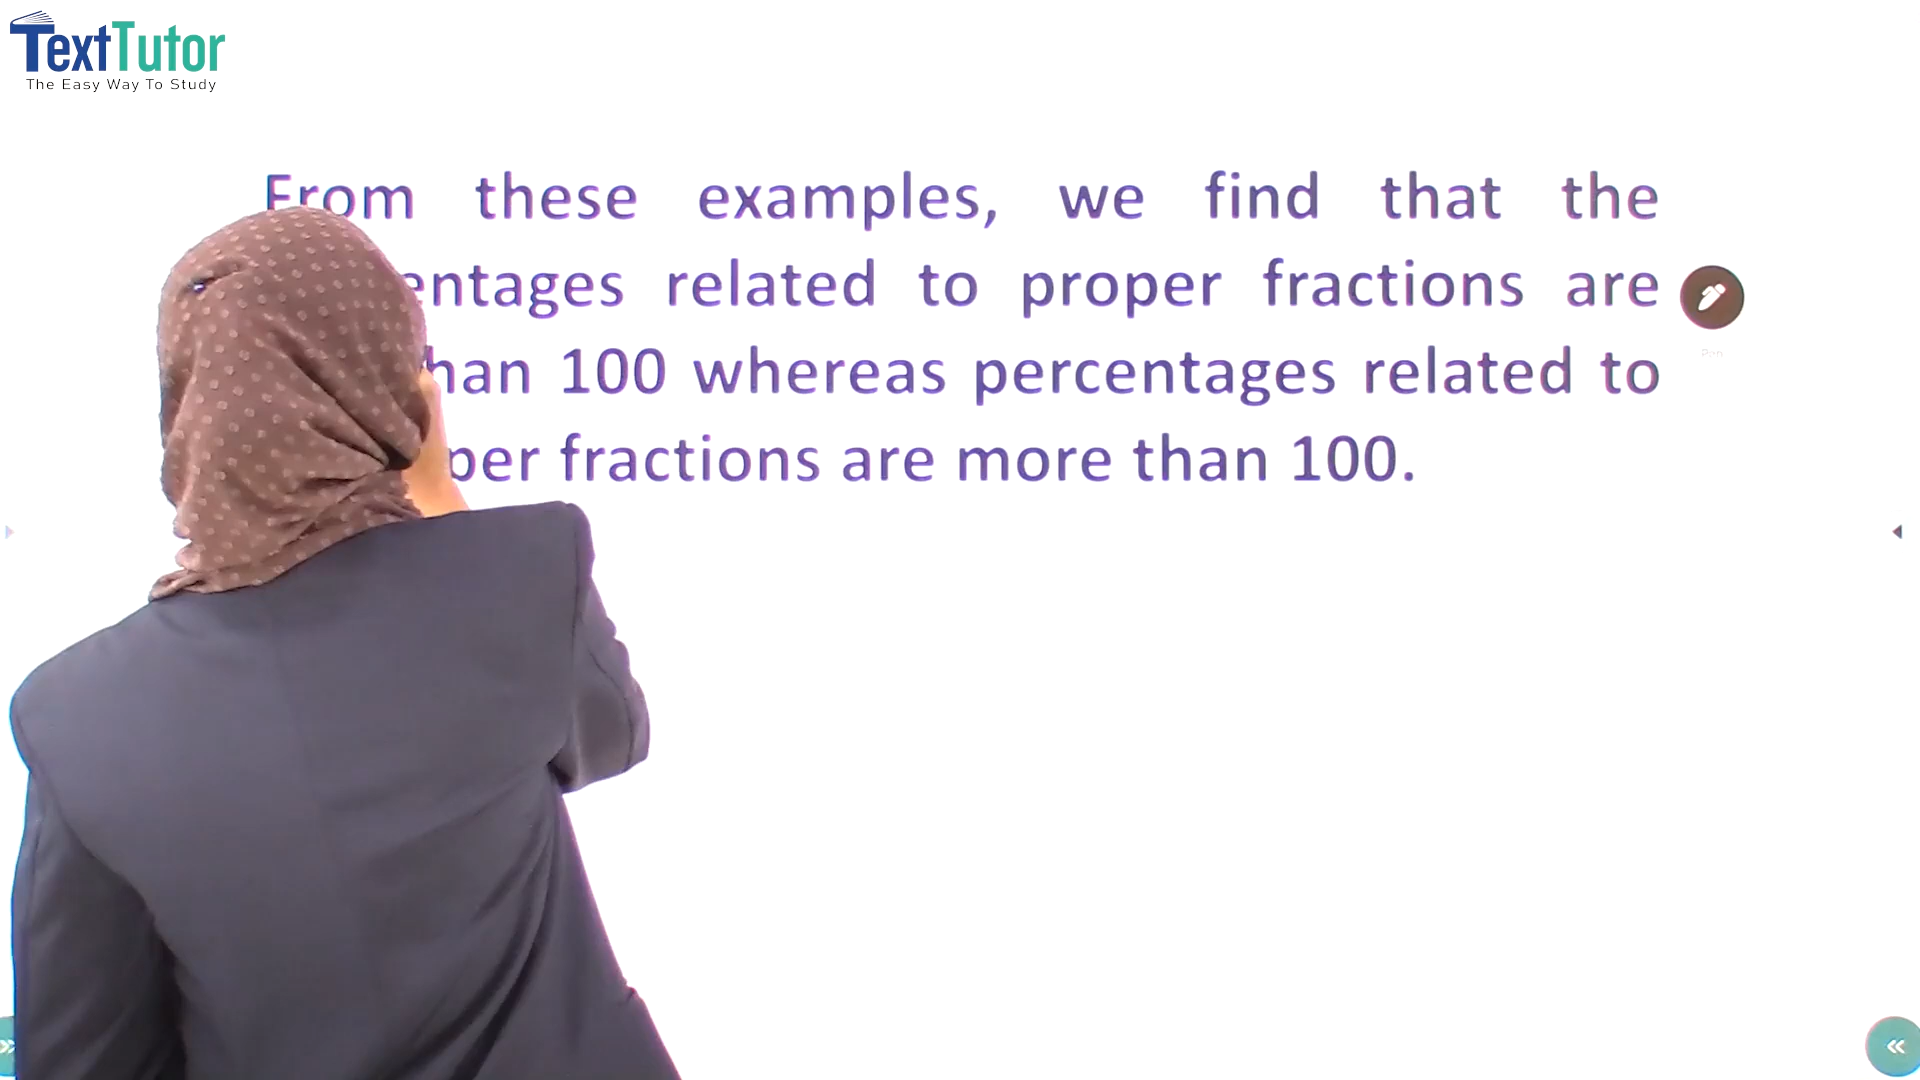 TextTutor
The Easy Way To Study
From these examples, we find that the
entages related to proper fractions are
han 100 whereas percentages related to
per fractions are more than 100.